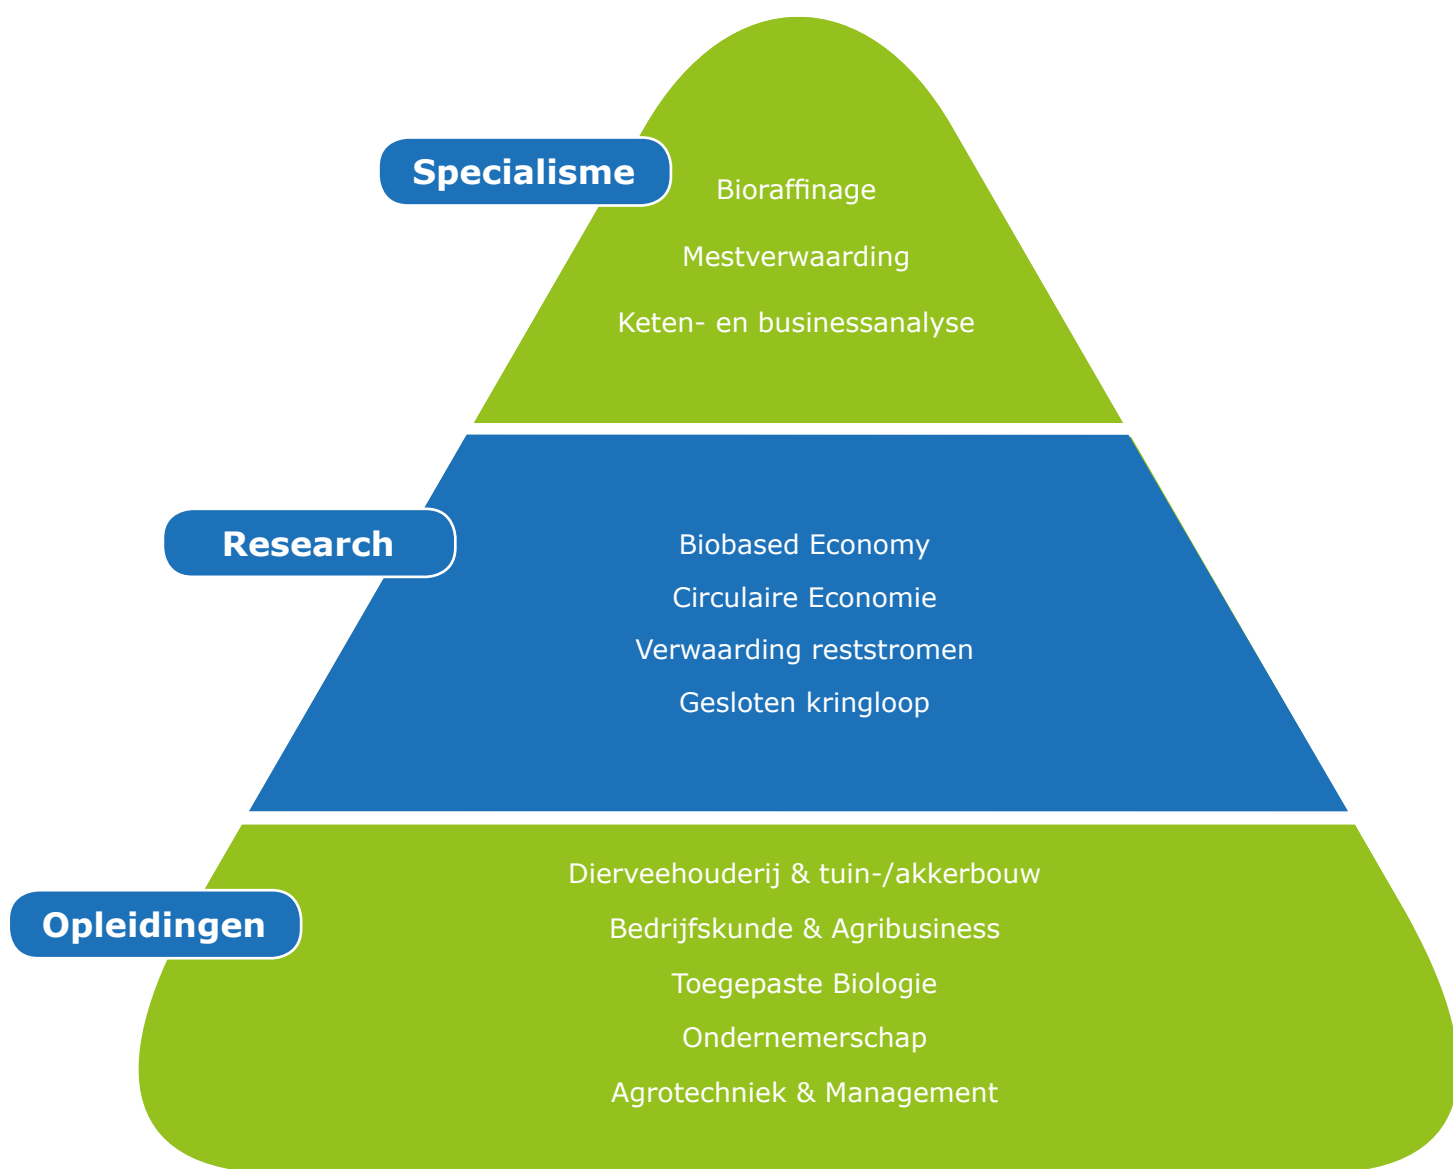 Specialisme
Bioraffinage
Mestverwaarding
Keten- en businessanalyse
Research
Biobased Economy
Circulaire Economie
Verwaarding reststromen
Gesloten kringloop
Opleidingen
Dierveehouderij & tuin-/akkerbouw
Bedrijfskunde & Agribusiness
Toegepaste Biologie
Ondernemerschap
Agrotechniek & Management